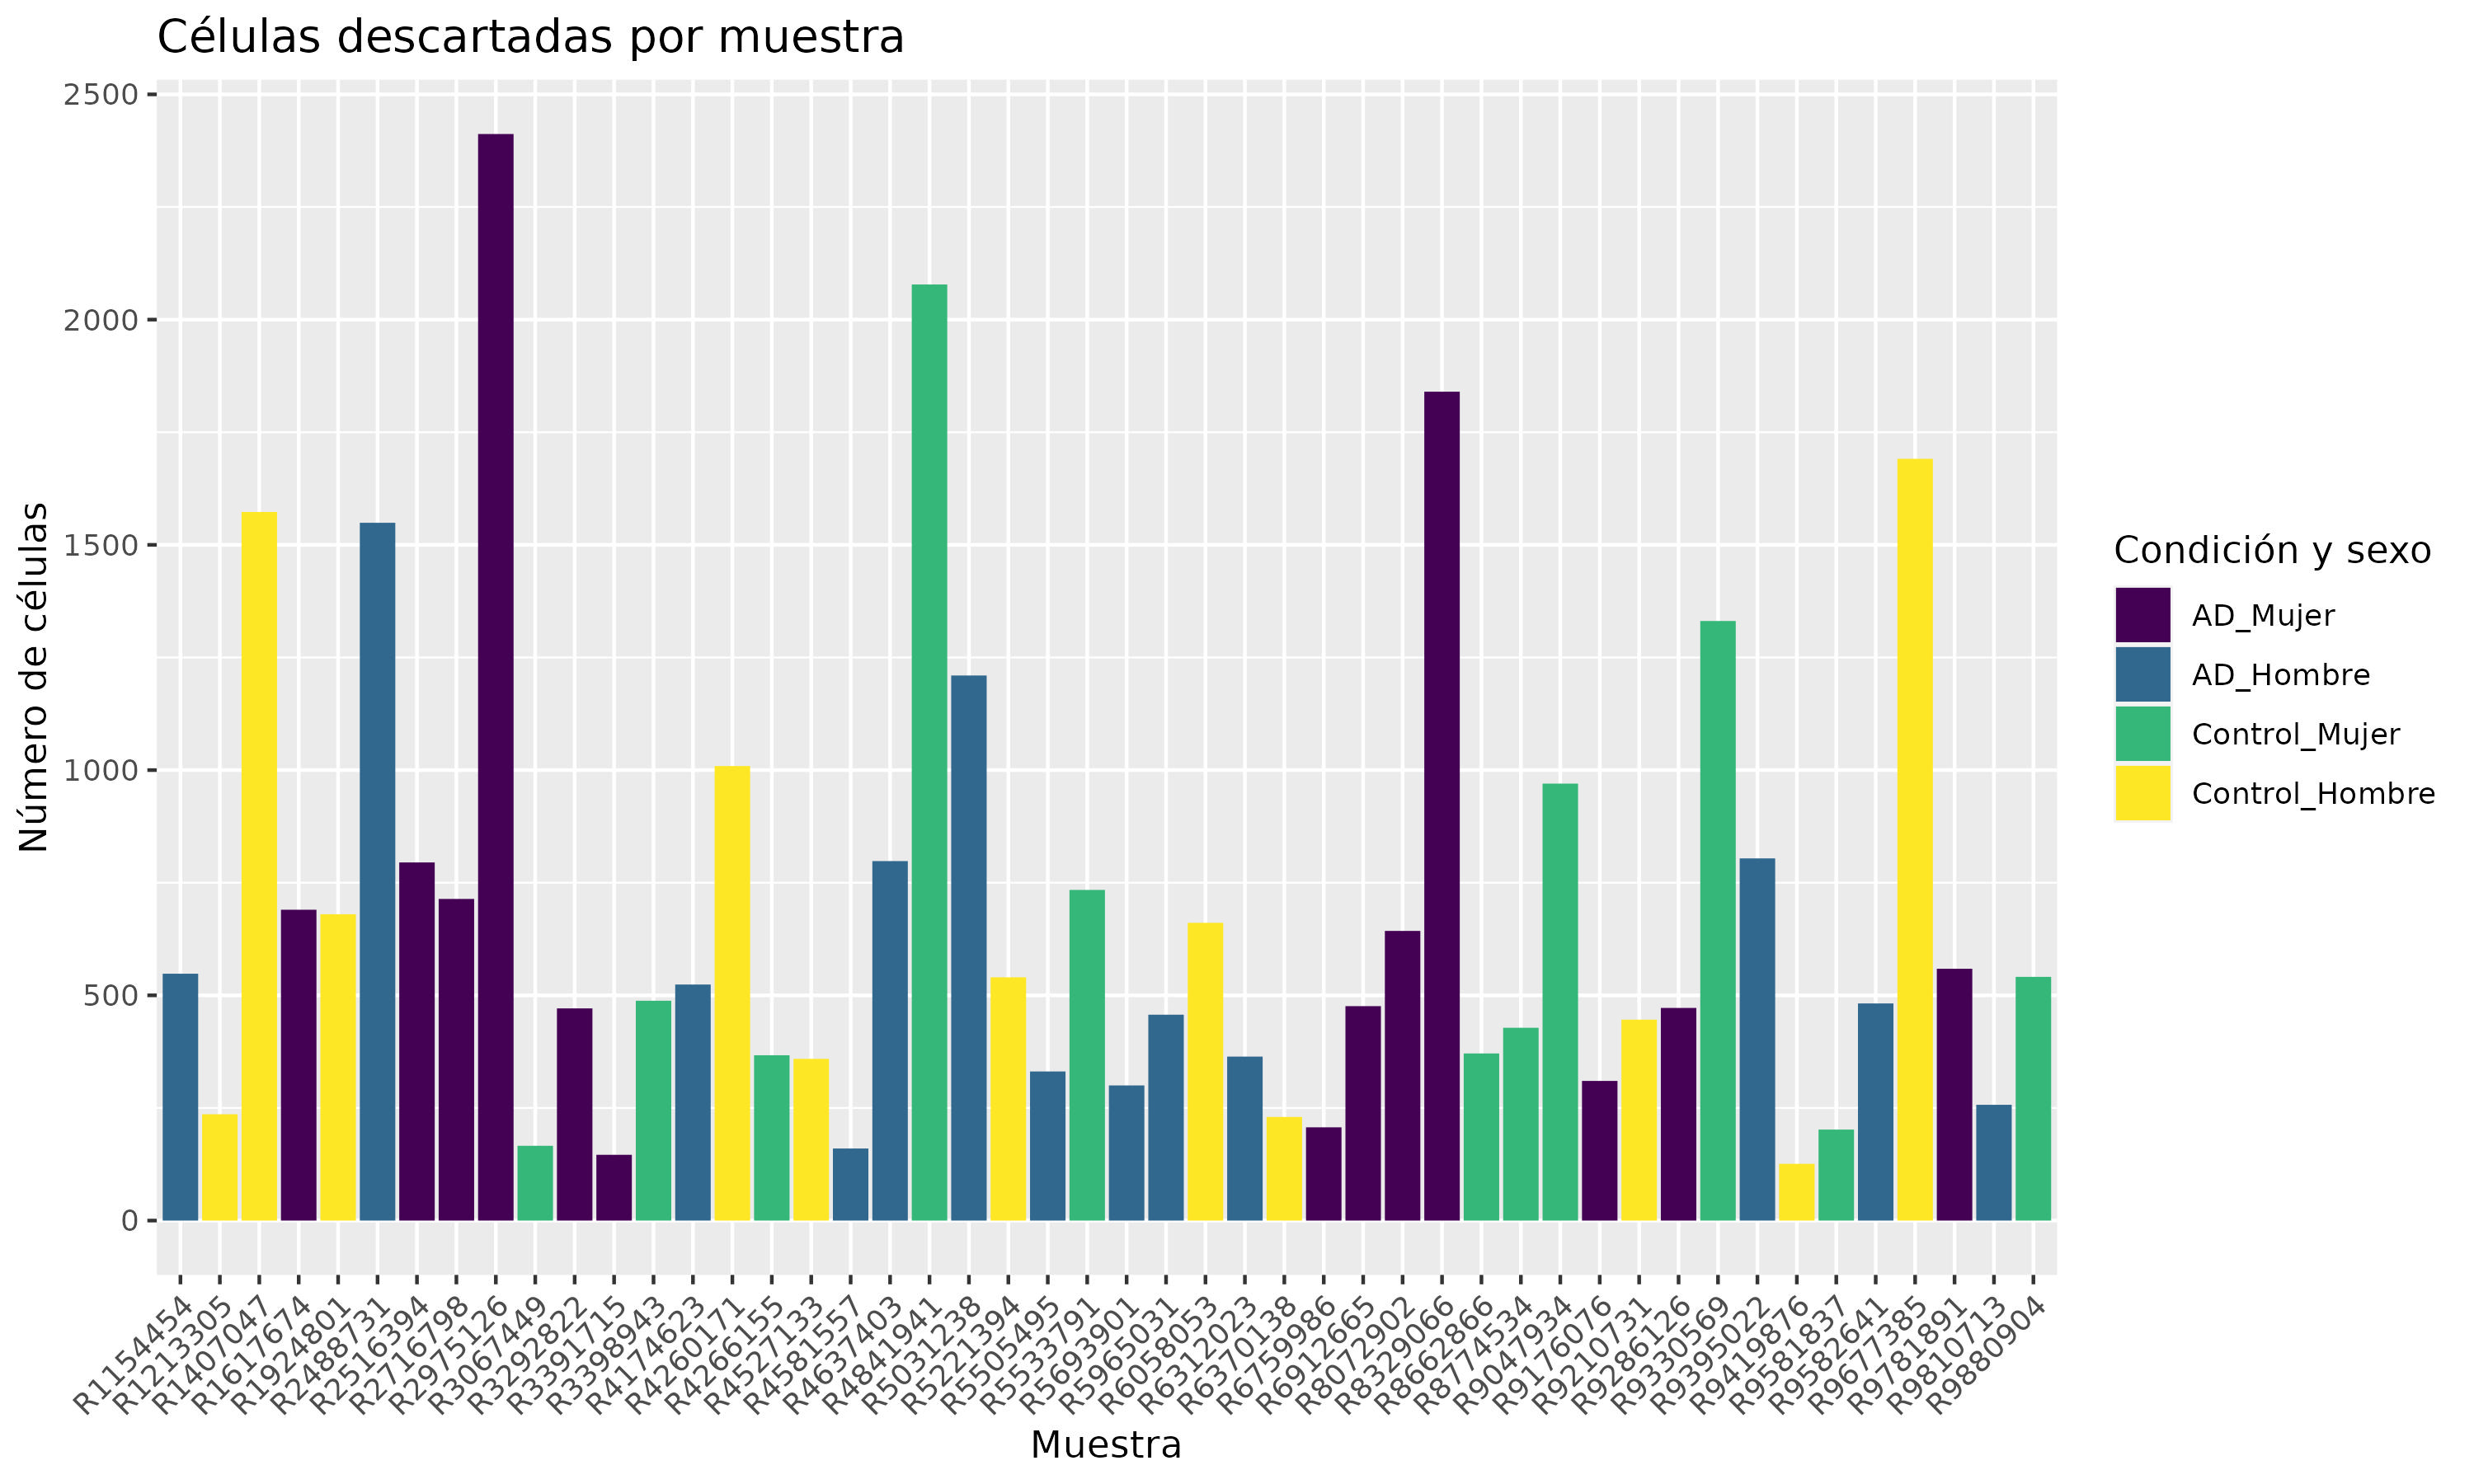 Células descartadas por muestra
Número de células
2500
2000
1500
1000
500
0
R1154454
R1213305
R1407047
R1617674
R1924801
R2488731
R2516394
R2716798
R2975126
R3067449
R3292822
R3391715
R3398943
R4174623
R4260171
R4266155
R4527133
R4581557
R4637403
R4841941
R5031238
R5221394
R5505495
R5533791
R5693901
R5965031
R6058053
R6312023
R6370138
R6759986
R6912665
R8072902
R8329066
R8662866
R8774534
R9047934
R9176076
R9210731
R9286126
R9330569
R9395022
R9419876
R9581837
R9582641
R9677385
R9781891
R9810713
R9880904
Muestra
Condición y sexo
AD_Mujer
AD_Hombre
Control_Mujer
Control_Hombre